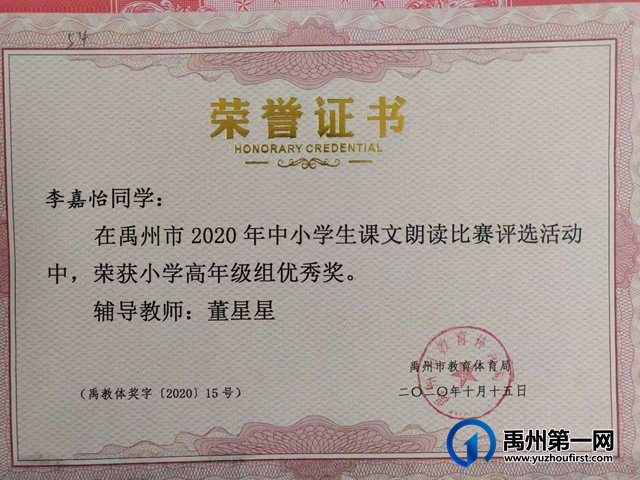 54
荣誉证书
HONORARY CREDENTIAL
李嘉怡同学：
在禹州市2020年中小学生课文朗读比赛评选活动
中，荣获小学高年级组优秀奖。
辅导教师：董星星
禹州市教育体育局
（禹教体奖字〔2020〕15号）
二〇二〇年十月十五日
禹州第一网
www.yuzhoufirst.com